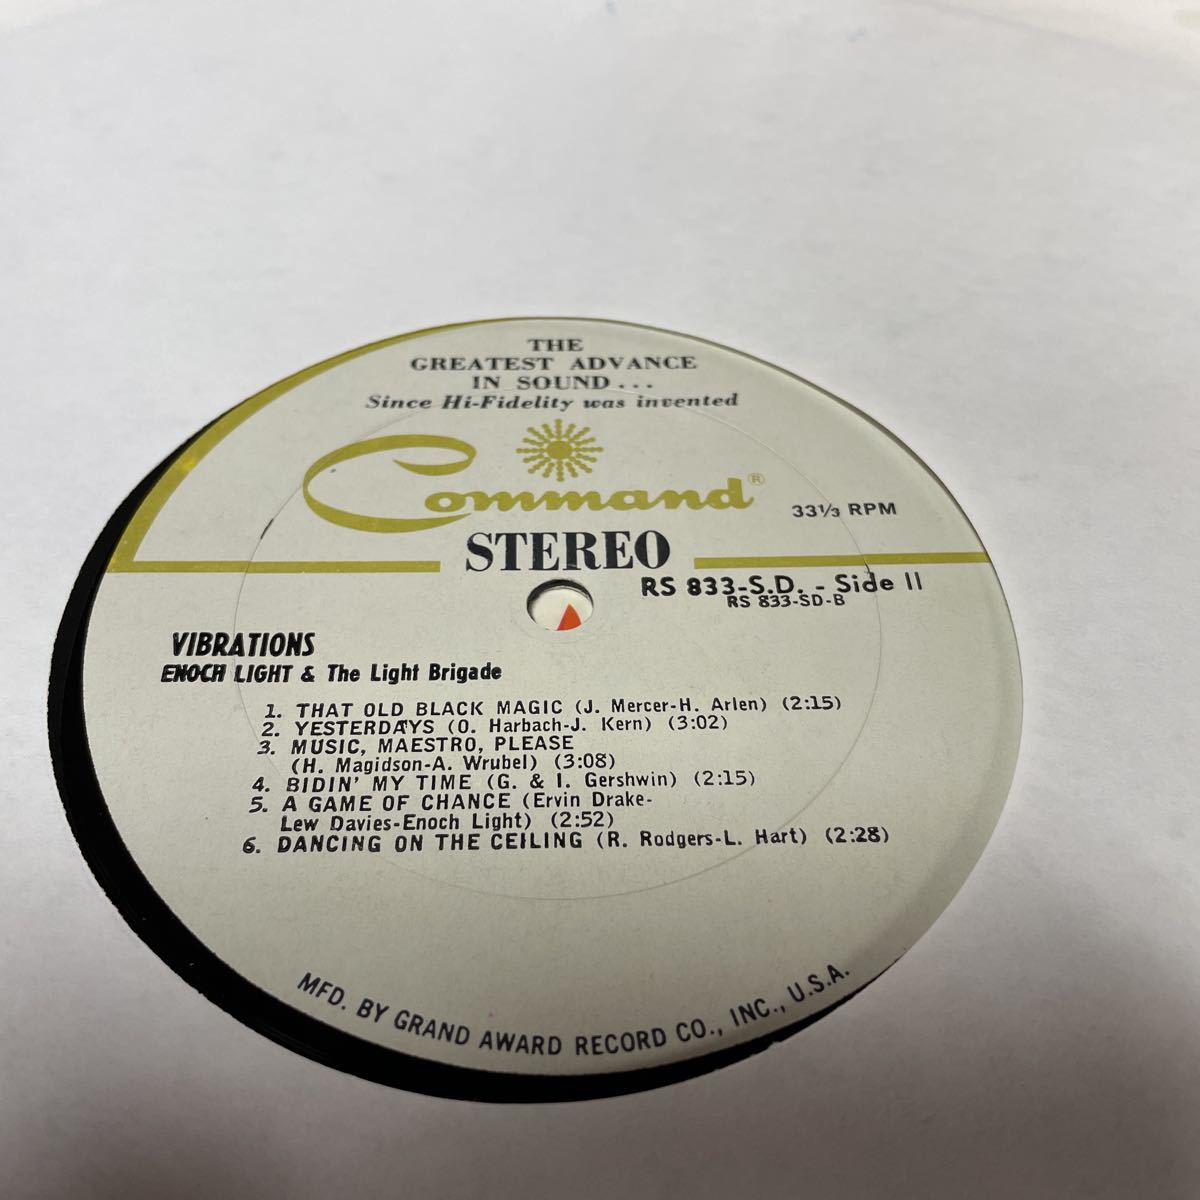 THE
GREATEST ADVANCE
IN SOUND...
Since Hi-Fidelity was invented
Command®
33⅓ RPM
STEREO
RS 833-S.D. - Side II
RS 833-SD-B
VIBRATIONS
ENOCH LIGHT & The Light Brigade
1. THAT OLD BLACK MAGIC (J. Mercer-H. Arlen) (2:15)
2. YESTERDAYS (O. Harbach-J. Kern) (3:02)
3. MUSIC, MAESTRO, PLEASE
(H. Magidson-A. Wrubel) (3:08)
4. BIDIN' MY TIME (G. & I. Gershwin) (2:15)
5. A GAME OF CHANCE (Ervin Drake-
Lew Davies-Enoch Light) (2:52)
6. DANCING ON THE CEILING (R. Rodgers-L. Hart) (2:28)
MFD. BY GRAND AWARD RECORD CO., INC., U.S.A.